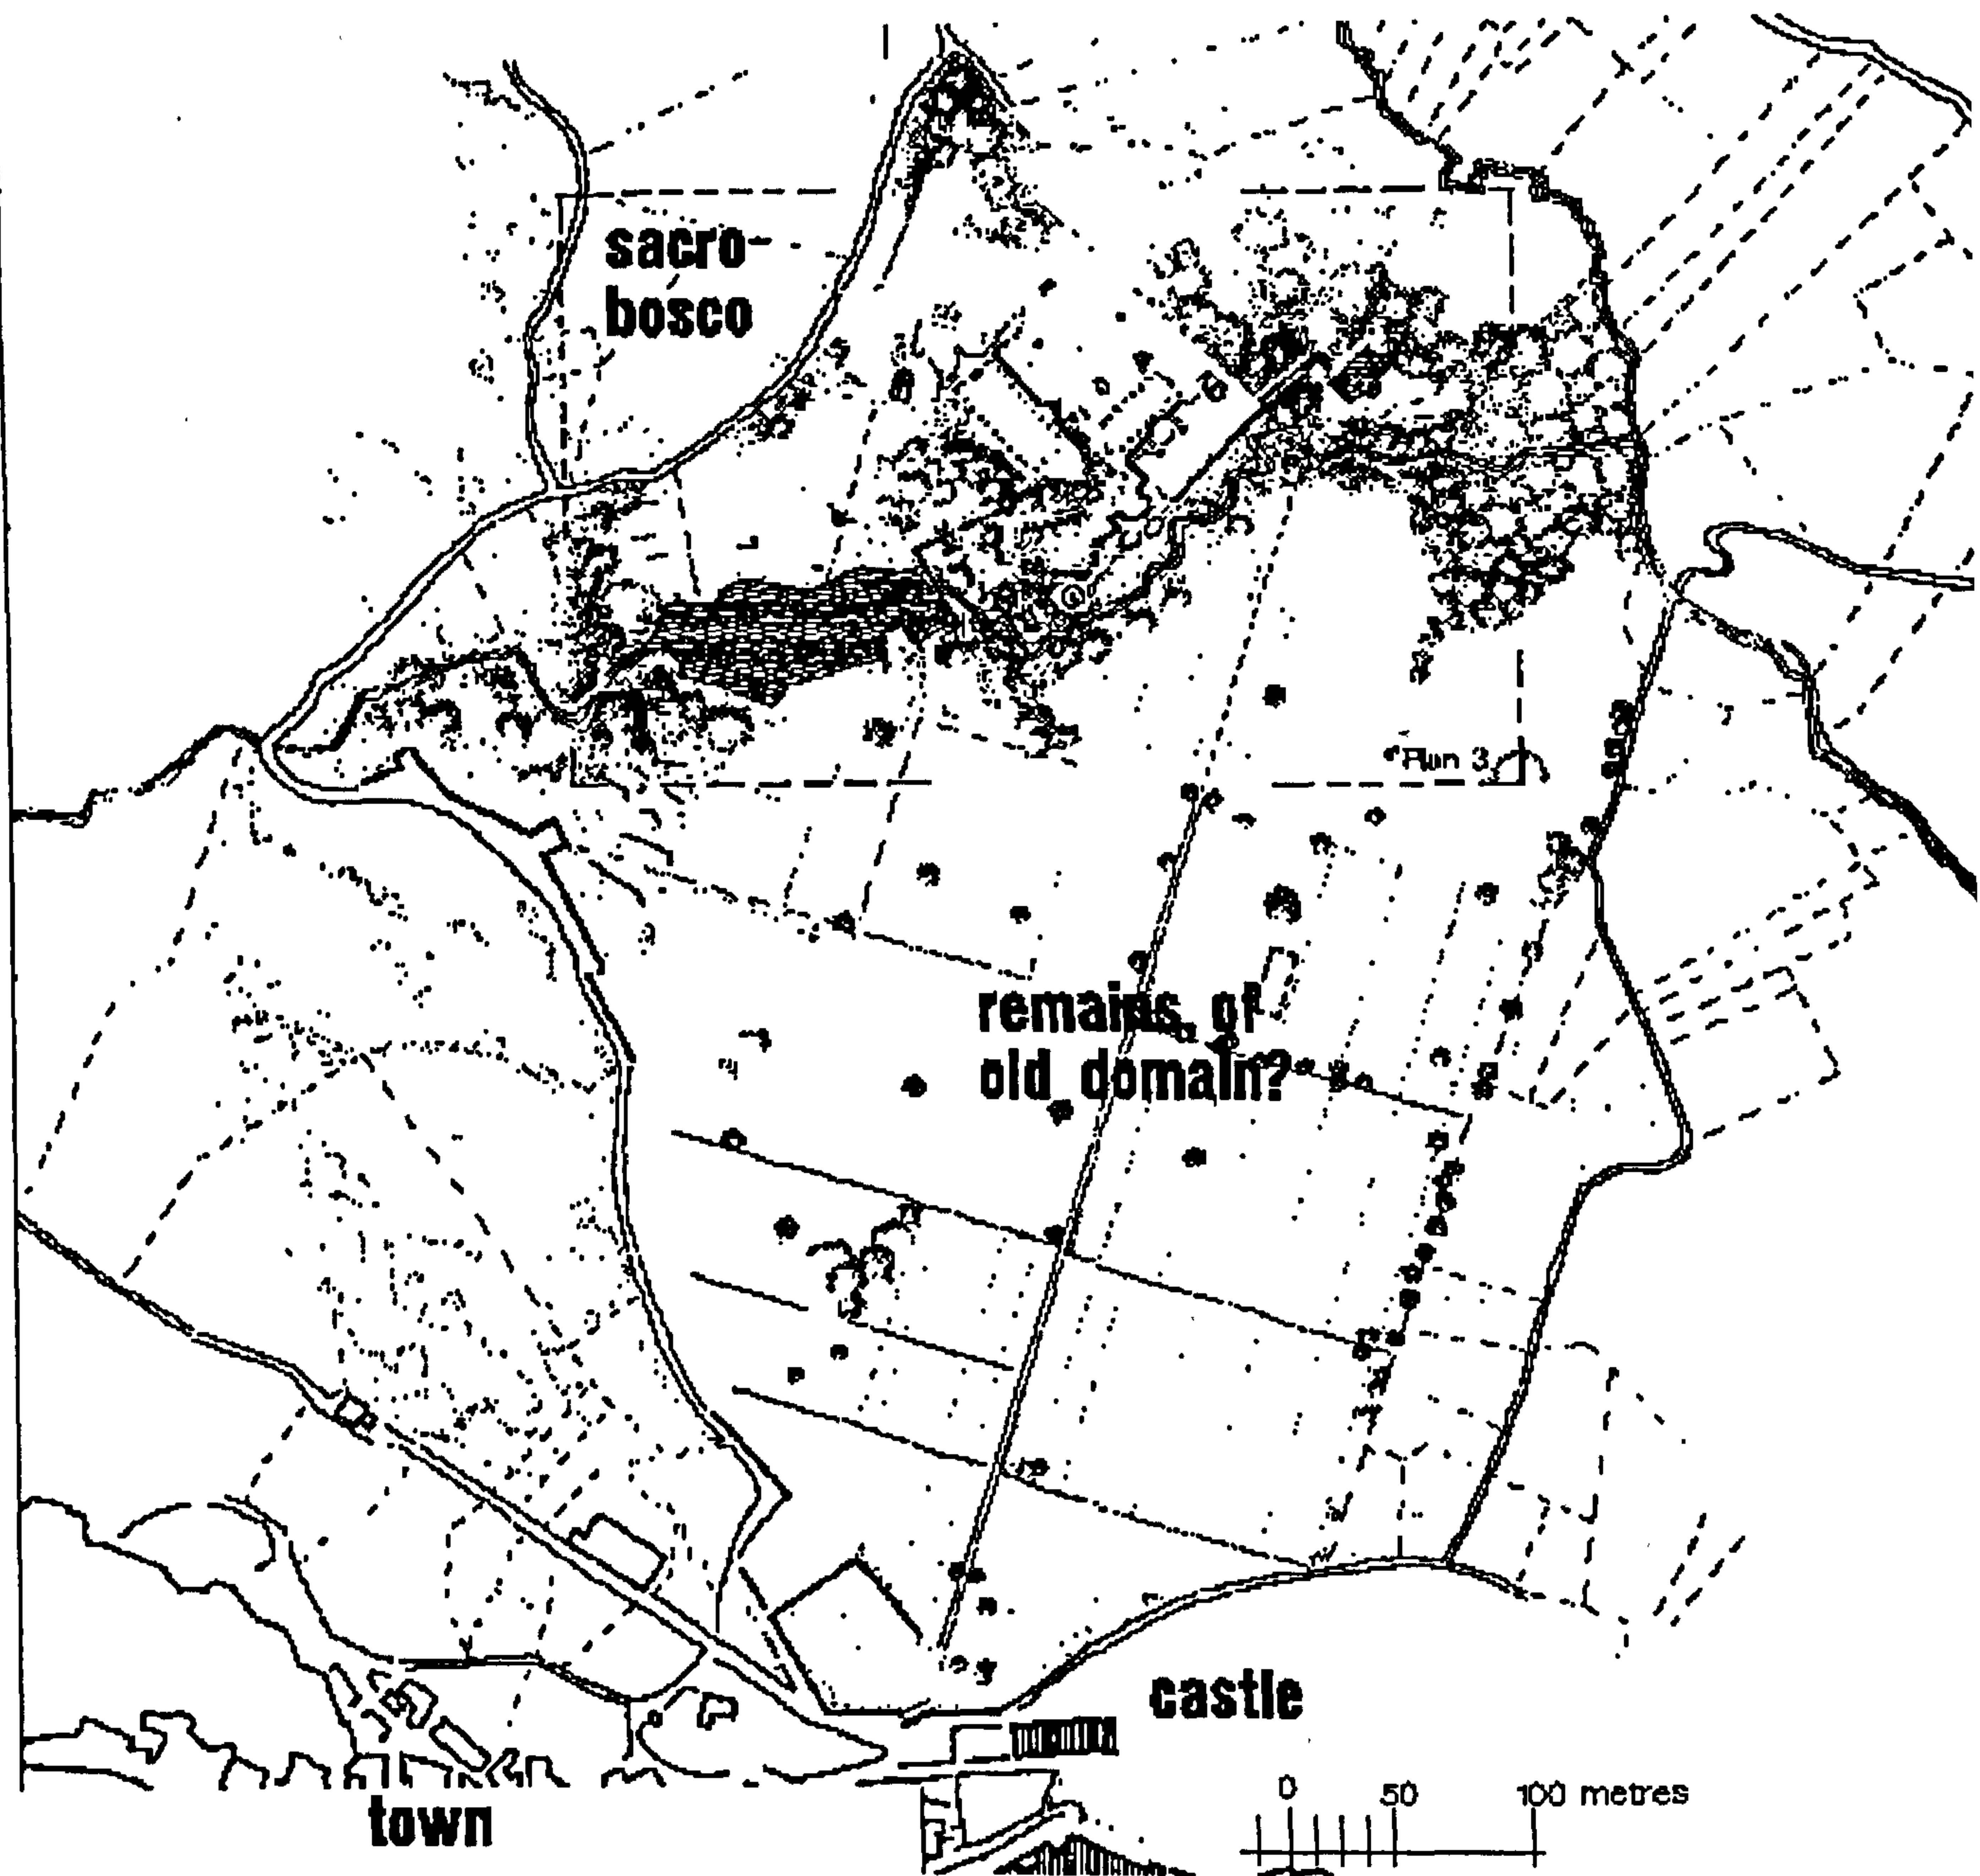 sacro-
bosco
Plan 3
remains of
old domain?
castle
town
0 50 100 metres